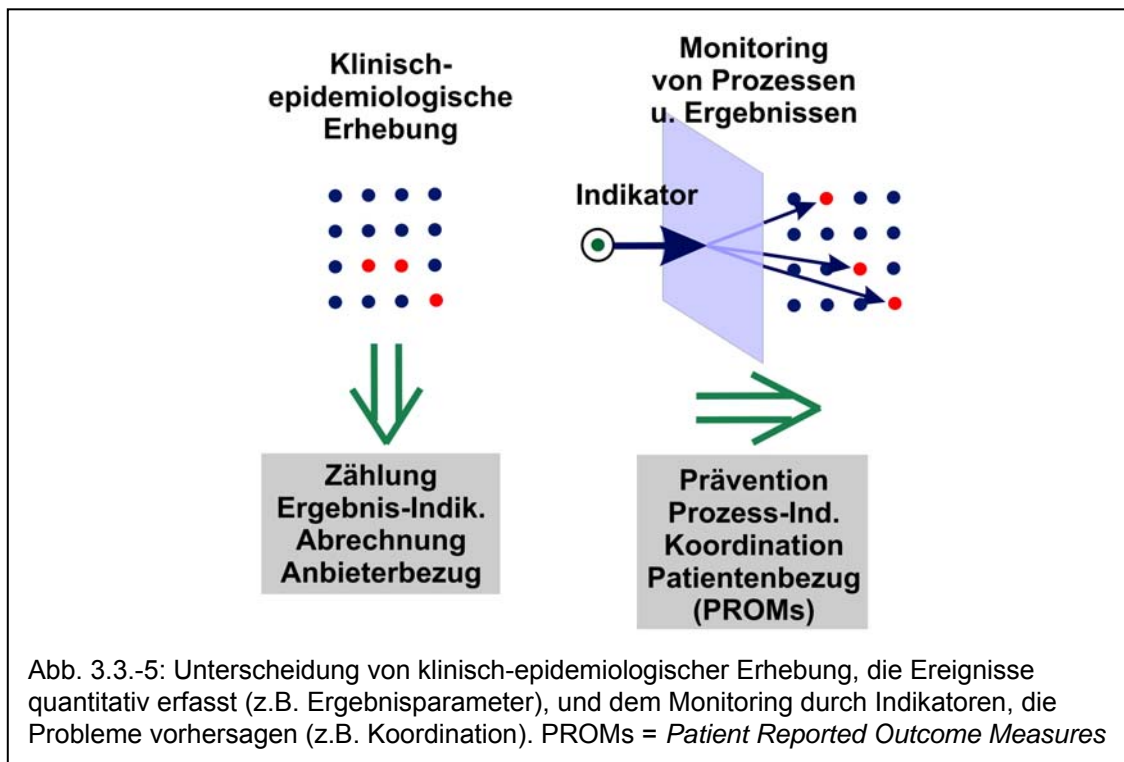 Klinisch-
epidemiologische
Erhebung
Zählung
Ergebnis-Indik.
Abrechnung
Anbieterbezug
Monitoring
von Prozessen
u. Ergebnissen
Indikator
Prävention
Prozess-Ind.
Koordination
Patientenbezug
(PROMs)
Abb. 3.3.-5: Unterscheidung von klinisch-epidemiologischer Erhebung, die Ereignisse
quantitativ erfasst (z.B. Ergebnisparameter), und dem Monitoring durch Indikatoren, die
Probleme vorhersagen (z.B. Koordination). PROMs = Patient Reported Outcome Measures